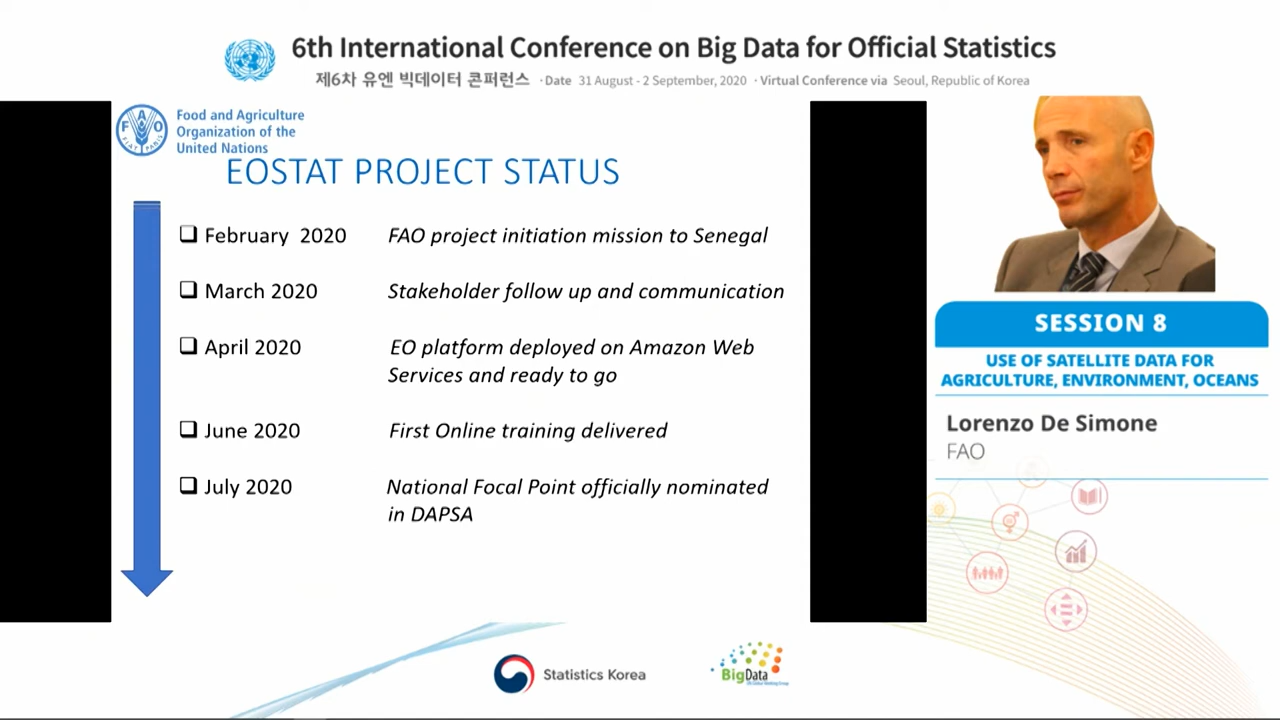 6th International Conference on Big Data for Official Statistics
제6차 유엔 빅데이터 콘퍼런스 · Date 31 August - 2 September, 2020 · Virtual Conference via Seoul, Republic of Korea
Food and Agriculture
Organization of the
United Nations
EOSTAT PROJECT STATUS
February 2020 FAO project initiation mission to Senegal
March 2020 Stakeholder follow up and communication
April 2020 EO platform deployed on Amazon Web
Services and ready to go
June 2020 First Online training delivered
July 2020 National Focal Point officially nominated
in DAPSA
SESSION 8
USE OF SATELLITE DATA FOR
AGRICULTURE, ENVIRONMENT, OCEANS
Lorenzo De Simone
FAO
Statistics Korea
BigData